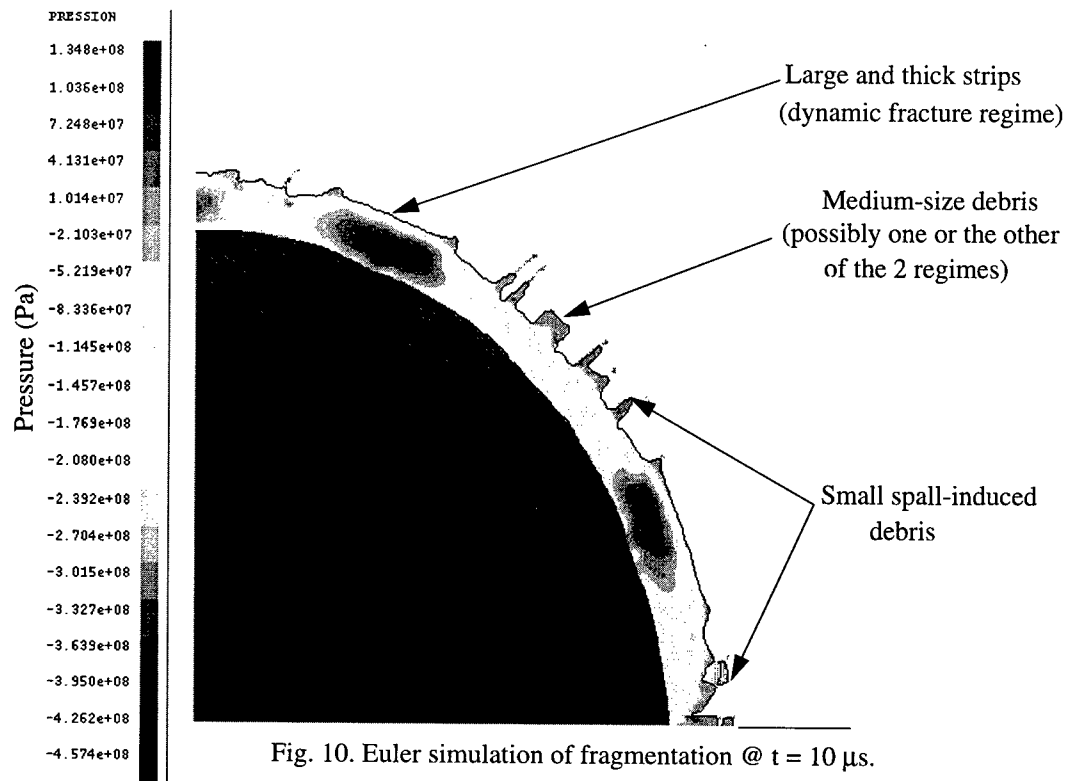 PRESSION
1.348e+08
1.036e+08
7.248e+07
4.131e+07
1.014e+07
-2.103e+07
-5.219e+07
-8.336e+07
-1.145e+08
-1.457e+08
-1.769e+08
-2.080e+08
-2.392e+08
-2.704e+08
-3.015e+08
-3.327e+08
-3.639e+08
-3.950e+08
-4.262e+08
-4.574e+08
Pressure (Pa)
Large and thick strips
(dynamic fracture regime)
Medium-size debris
(possibly one or the other
of the 2 regimes)
Small spall-induced
debris
Fig. 10. Euler simulation of fragmentation @ t = 10 μs.